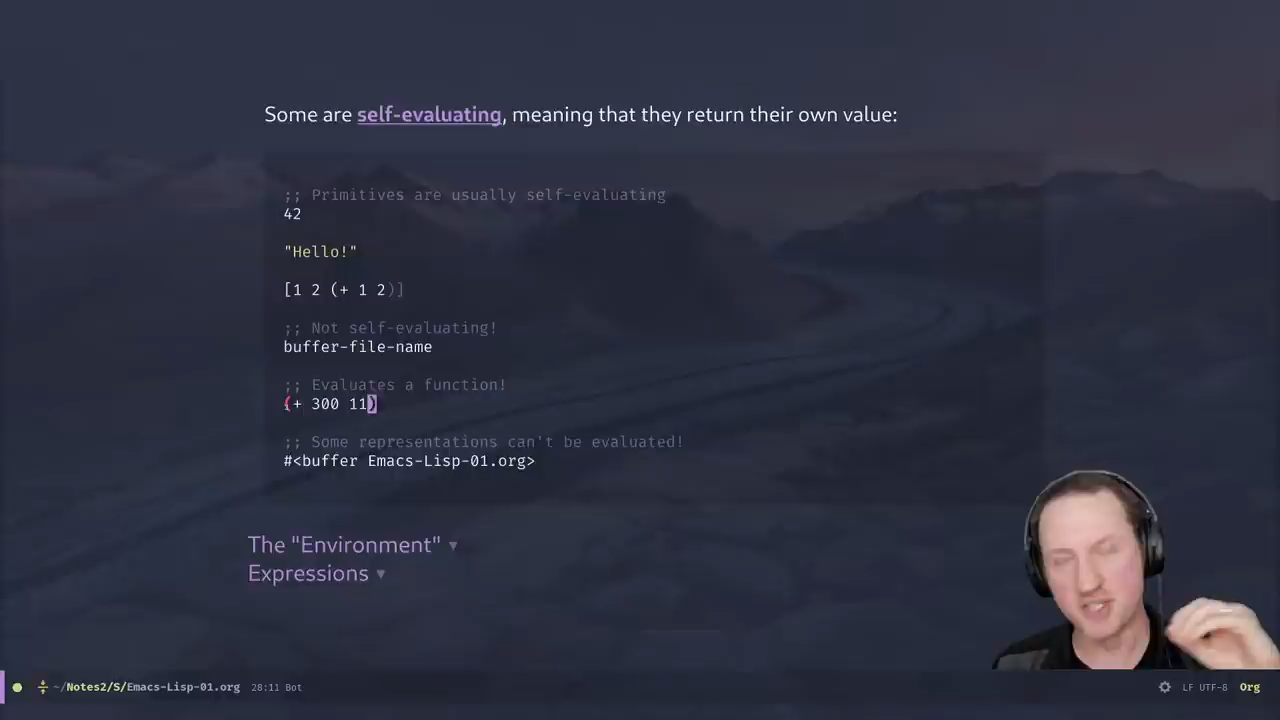 Some are self-evaluating, meaning that they return their own value:
;; Primitives are usually self-evaluating
42
"Hello!"
[1 2 (+ 1 2)]
;; Not self-evaluating!
buffer-file-name
;; Evaluates a function!
(+ 300 11)
;; Some representations can't be evaluated!
#<buffer Emacs-Lisp-01.org>
The "Environment" ▾
Expressions ▾
~/Notes2/S/Emacs-Lisp-01.org 28:11 Bot LF UTF-8 Org